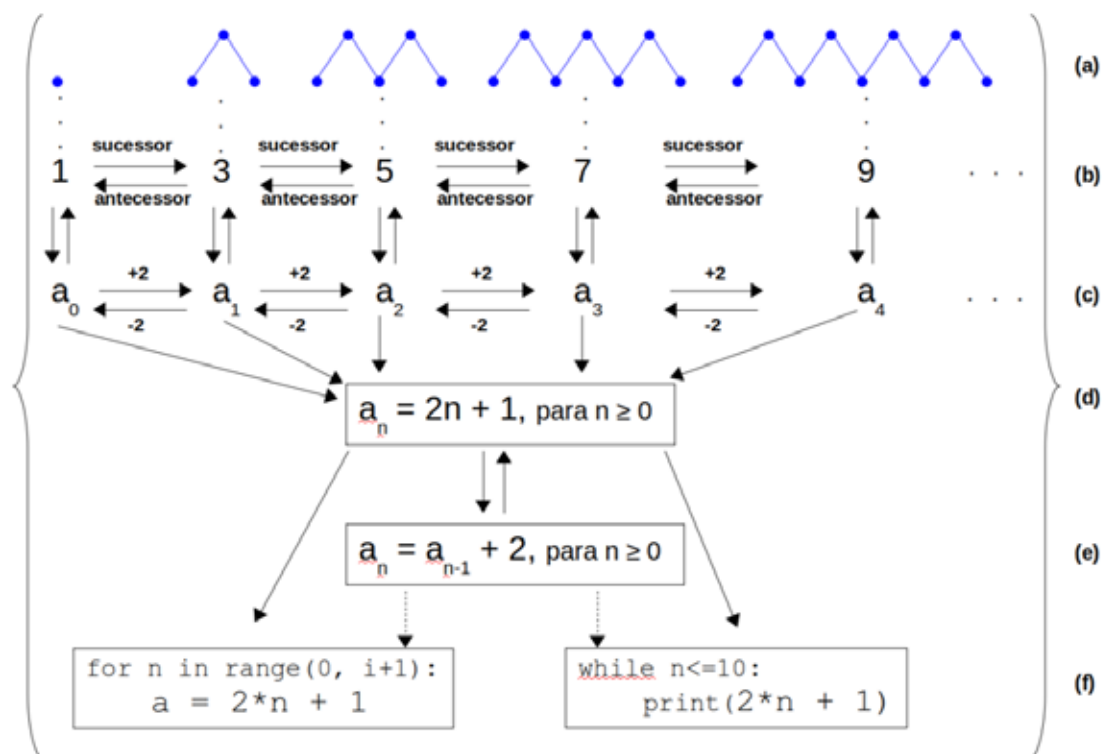 (a)
sucessor sucessor sucessor sucessor
1 3 5 7 9 . . . (b)
antecessor antecessor antecessor antecessor
+2 +2 +2 +2
a0 a1 a2 a3 a4 . . . (c)
-2 -2 -2 -2
an = 2n + 1, para n ≥ 0 (d)
an = an-1 + 2, para n ≥ 0 (e)
for n in range(0, i+1):
a = 2*n + 1
while n<=10:
print(2*n + 1)
(f)